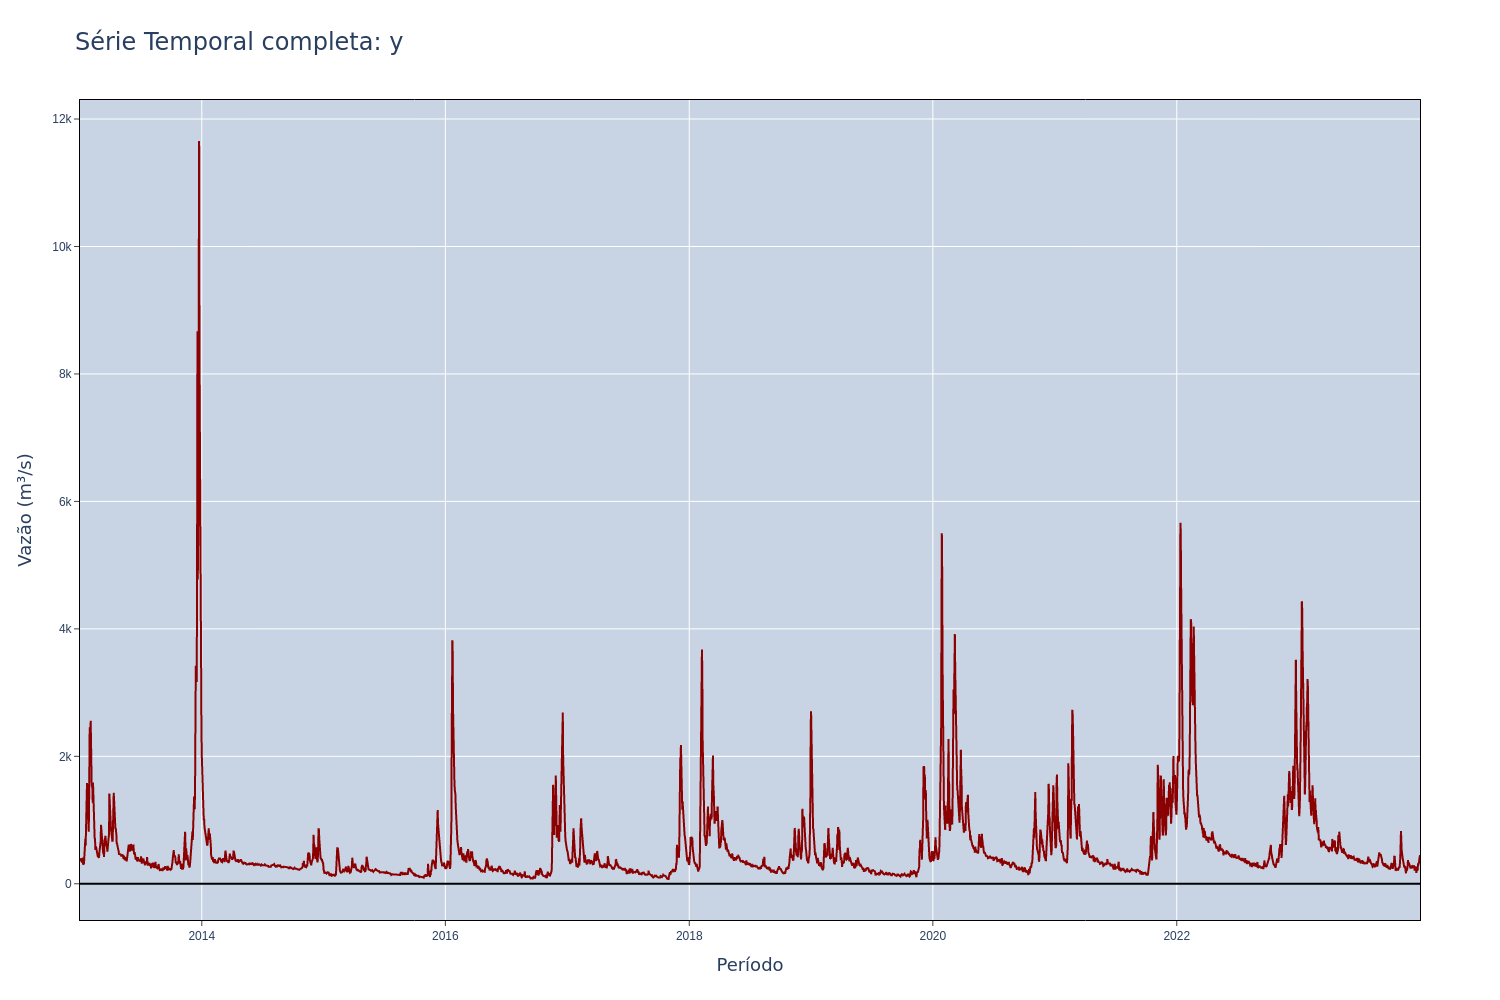 Série Temporal completa: y
12k
10k
8k
6k
4k
2k
0
Vazão (m³/s)
2014
2016
2018
2020
2022
Período